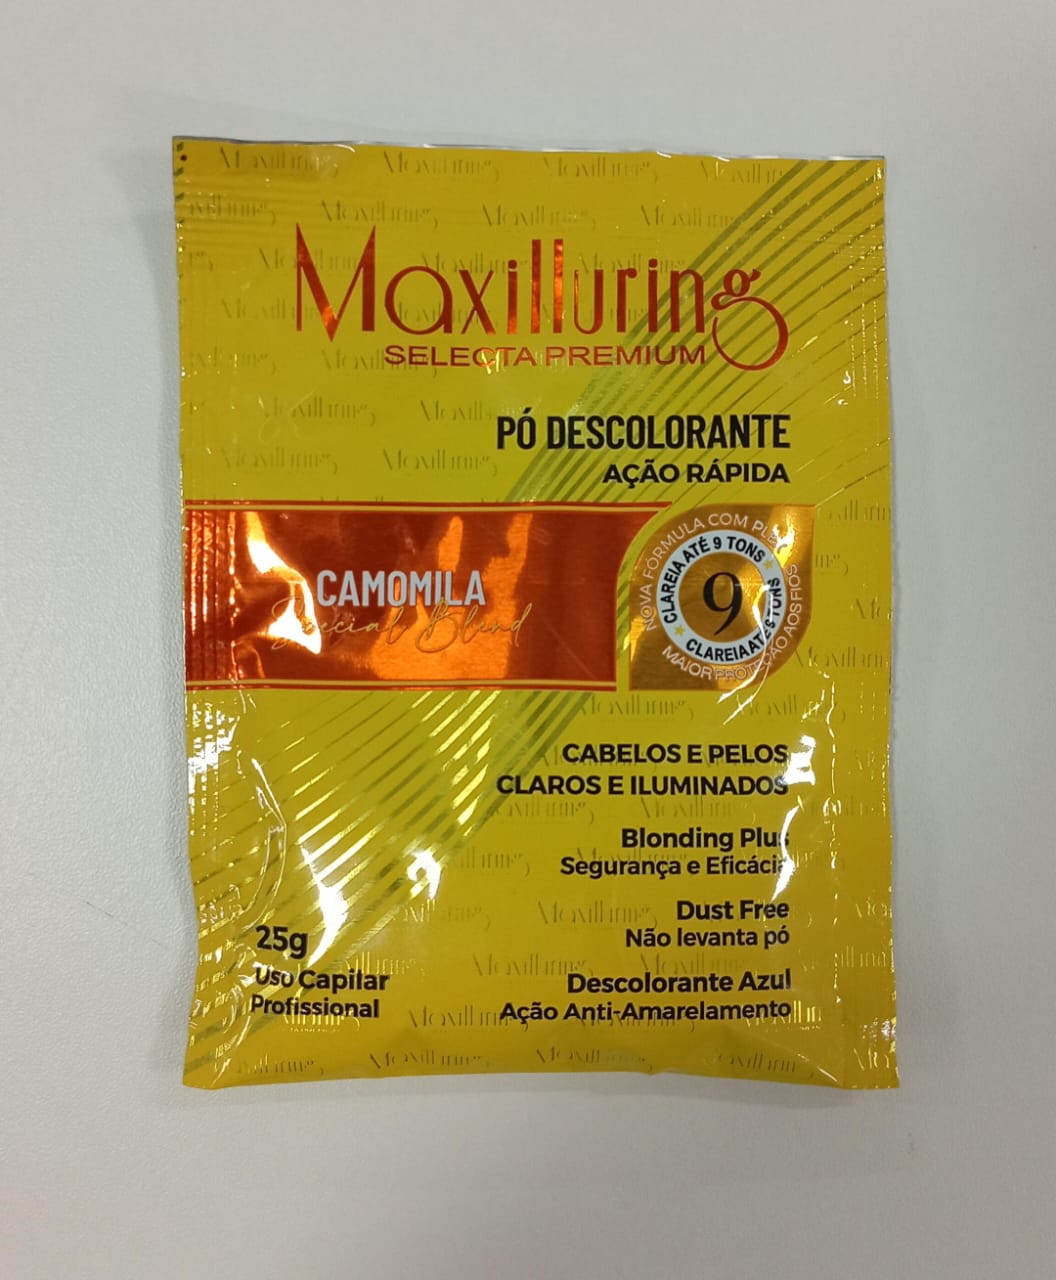 Maxilluring
SELECTA PREMIUM
PÓ DESCOLORANTE
AÇÃO RÁPIDA
CAMOMILA
Special Blend
NOVA FÓRMULA COM PLEX
CLAREIA ATÉ 9 TONS
9
CLAREIA ATÉ 9 TONS
MAIOR PROTEÇÃO AOS FIOS
CABELOS E PELOS
CLAROS E ILUMINADOS
Blonding Plus
Segurança e Eficácia
Dust Free
Não levanta pó
25g
Uso Capilar
Profissional
Descolorante Azul
Ação Anti-Amarelamento